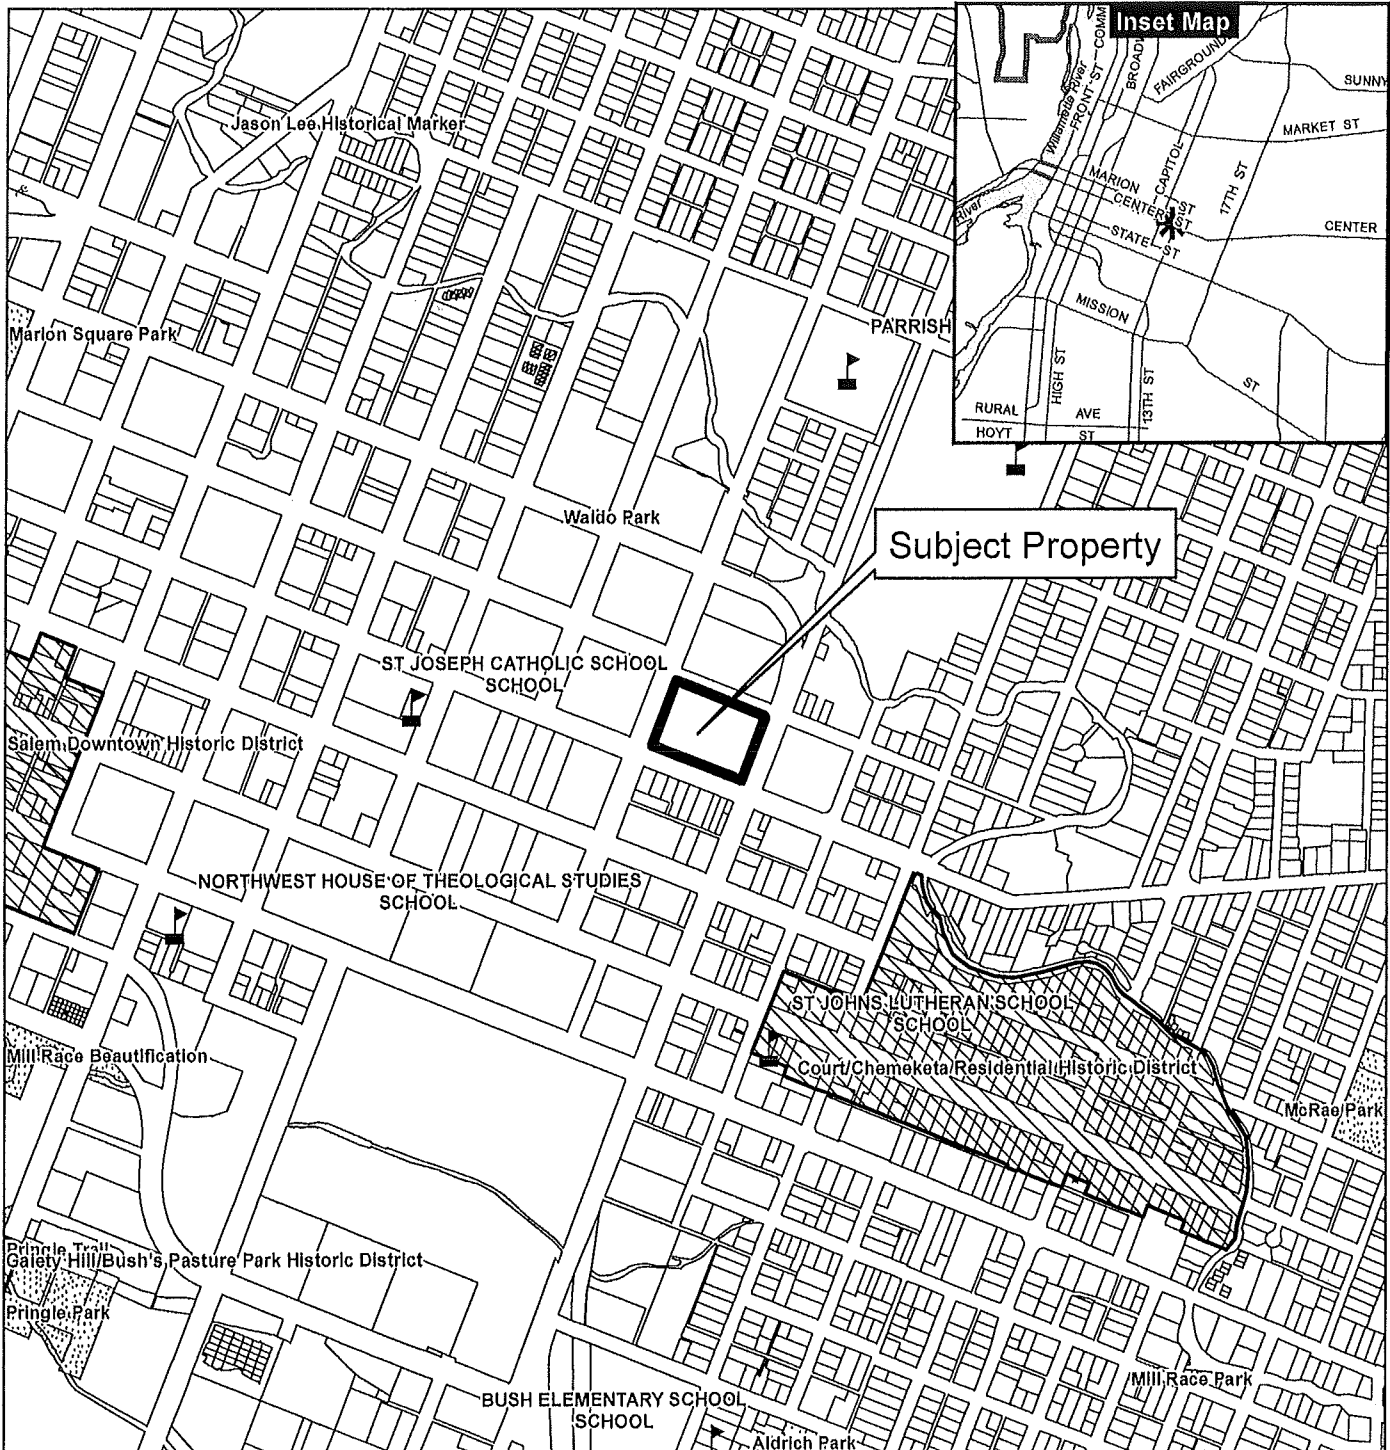 Inset Map
COMM
BROADW
FAIRGROUND
FRONT ST
Willamette River
SUNNY
MARKET ST
CAPITOL
17TH ST
MARION ST
CENTER ST
CENTER
River
STATE ST
MISSION
ST
HIGH ST
13TH ST
RURAL AVE
HOYT ST
Jason Lee Historical Marker
Marion Square Park
PARRISH
Waldo Park
Subject Property
ST JOSEPH CATHOLIC SCHOOL
SCHOOL
Salem Downtown Historic District
NORTHWEST HOUSE OF THEOLOGICAL STUDIES
SCHOOL
ST JOHNS LUTHERAN SCHOOL
SCHOOL
Mill Race Beautification
Court/Chemeketa Residential Historic District
McRae Park
Pringle Trail
Gaiety Hill/Bush's Pasture Park Historic District
Pringle Park
Mill Race Park
BUSH ELEMENTARY SCHOOL
SCHOOL
Aldrich Park